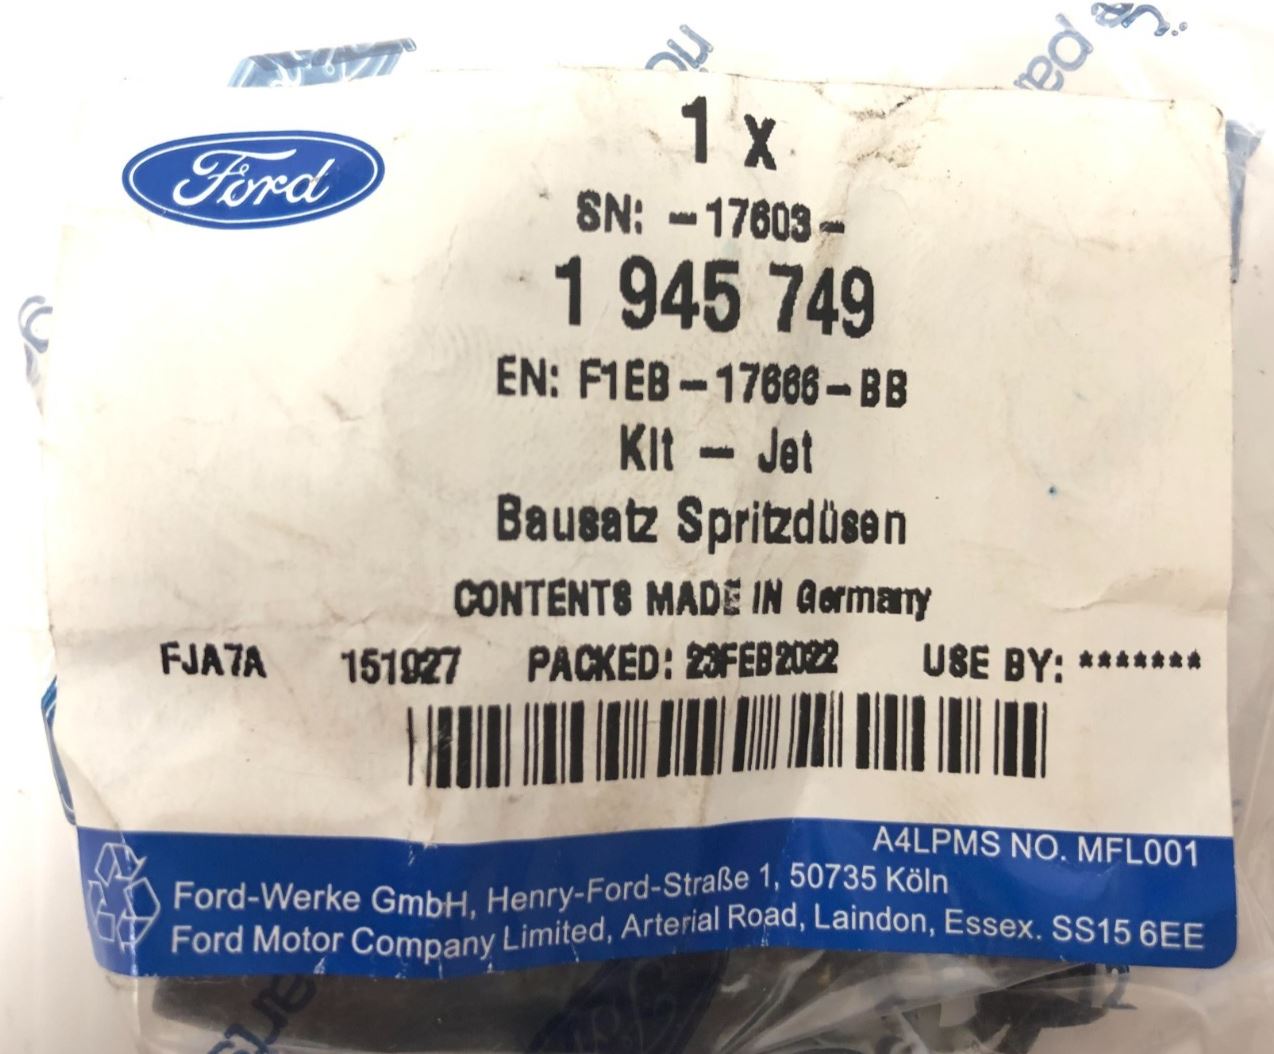 Ford
1 x
SN: -17603-
1 945 749
EN: F1EB-17666-BB
Kit - Jet
Bausatz Spritzdüsen
CONTENTS MADE IN Germany
FJA7A 151927 PACKED: 23FEB2022 USE BY: *******
A4LPMS NO. MFL001
Ford-Werke GmbH, Henry-Ford-Straße 1, 50735 Köln
Ford Motor Company Limited, Arterial Road, Laindon, Essex. SS15 6EE